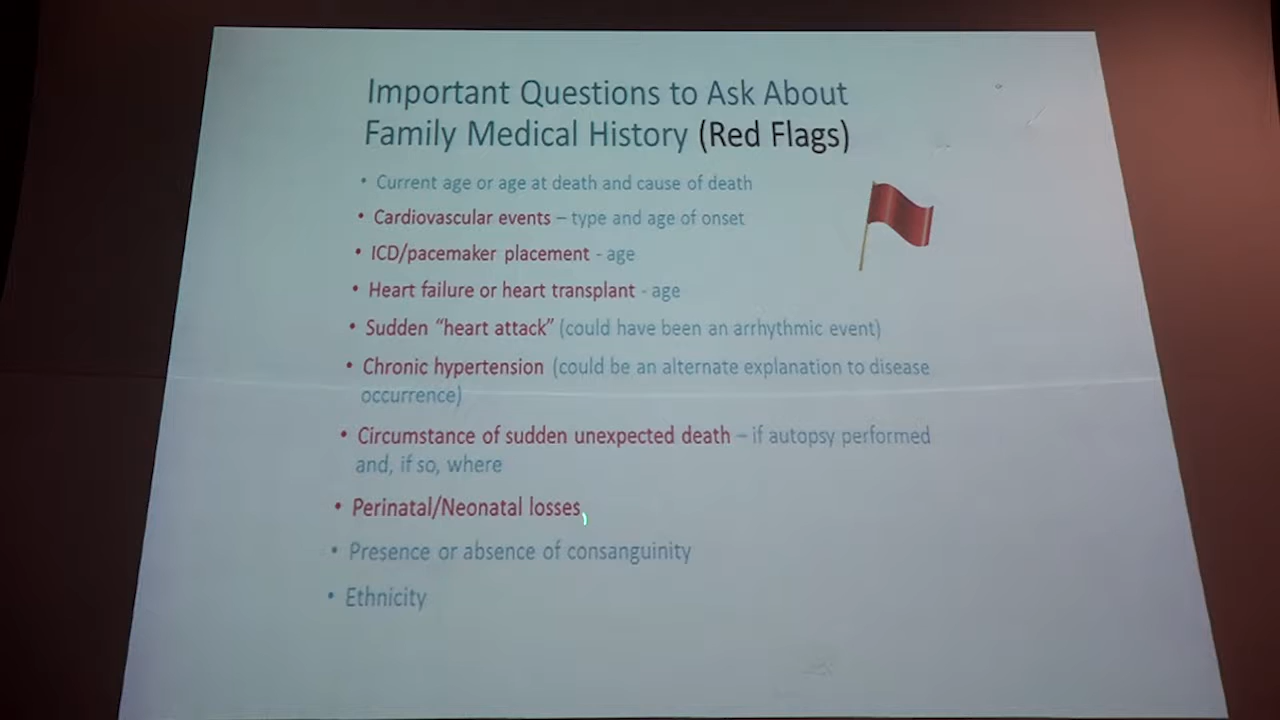 Important Questions to Ask About
Family Medical History (Red Flags)
• Current age or age at death and cause of death
• Cardiovascular events – type and age of onset
• ICD/pacemaker placement - age
• Heart failure or heart transplant - age
• Sudden “heart attack” (could have been an arrhythmic event)
• Chronic hypertension (could be an alternate explanation to disease
occurrence)
• Circumstance of sudden unexpected death – if autopsy performed
and, if so, where
• Perinatal/Neonatal losses
• Presence or absence of consanguinity
• Ethnicity